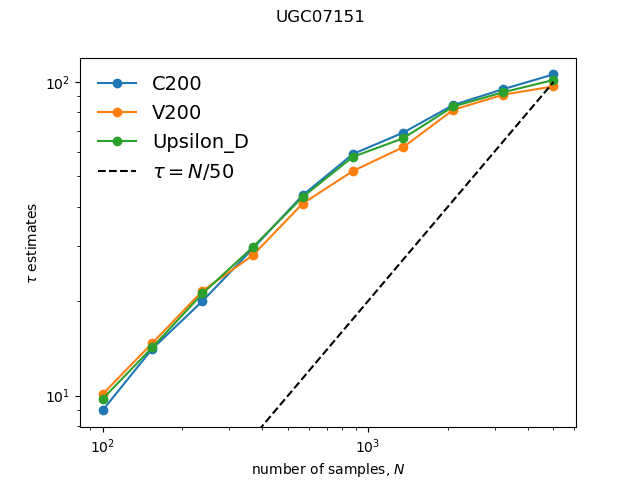 UGC07151
C200
V200
Upsilon_D
τ = N/50
10²
10¹
τ estimates
10² 10³
number of samples, N